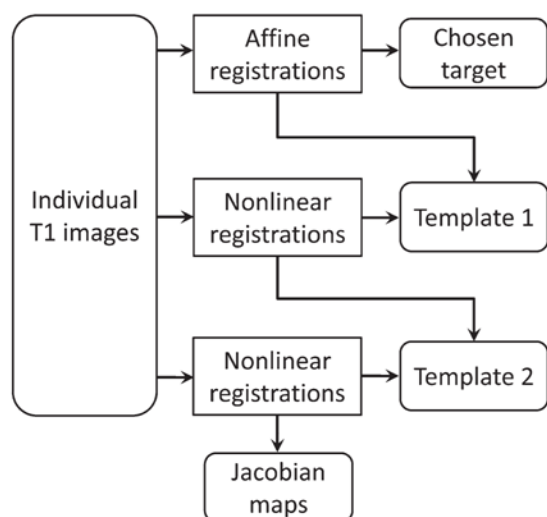 Affine
registrations
Chosen
target
Individual
T1 images
Nonlinear
registrations
Template 1
Nonlinear
registrations
Template 2
Jacobian
maps